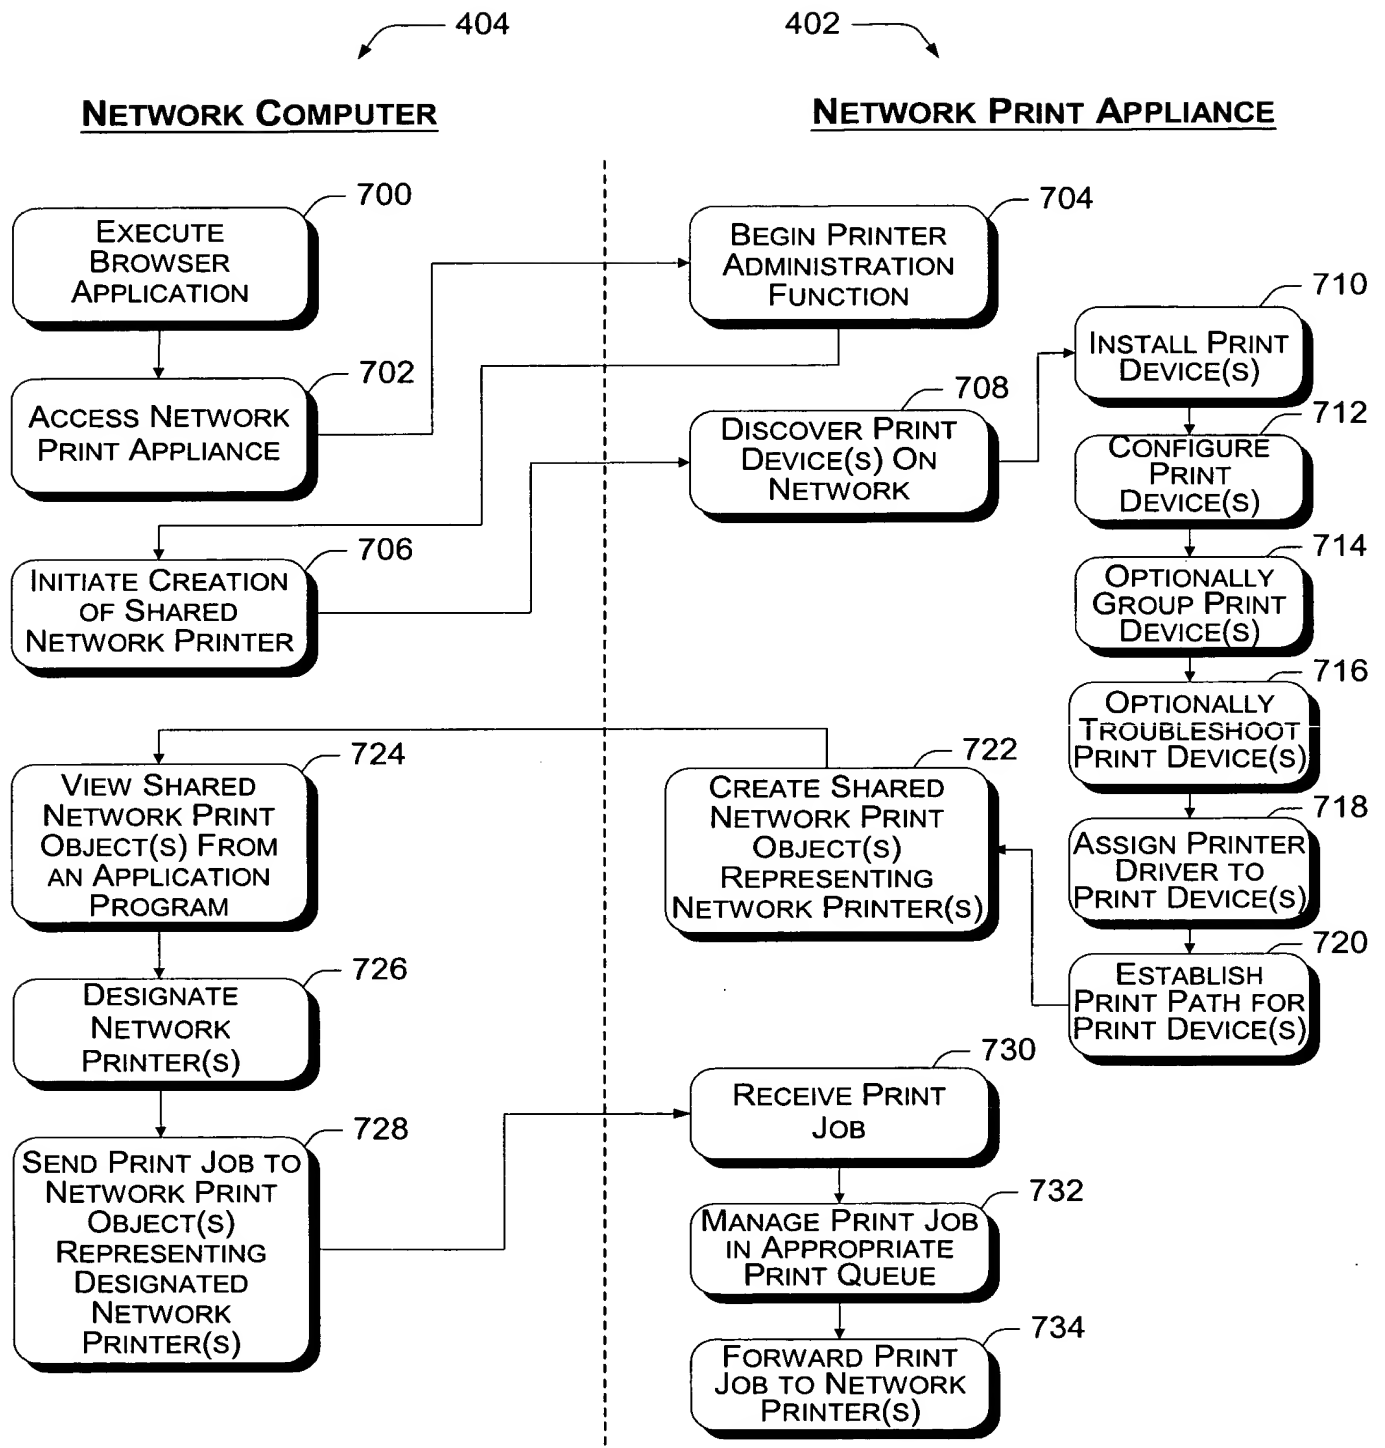 404
402
NETWORK COMPUTER
NETWORK PRINT APPLIANCE
700
EXECUTE
BROWSER
APPLICATION
702
ACCESS NETWORK
PRINT APPLIANCE
706
INITIATE CREATION
OF SHARED
NETWORK PRINTER
704
BEGIN PRINTER
ADMINISTRATION
FUNCTION
708
DISCOVER PRINT
DEVICE(S) ON
NETWORK
710
INSTALL PRINT
DEVICE(S)
712
CONFIGURE
PRINT
DEVICE(S)
714
OPTIONALLY
GROUP PRINT
DEVICE(S)
716
OPTIONALLY
TROUBLESHOOT
PRINT DEVICE(S)
718
ASSIGN PRINTER
DRIVER TO
PRINT DEVICE(S)
720
ESTABLISH
PRINT PATH FOR
PRINT DEVICE(S)
722
CREATE SHARED
NETWORK PRINT
OBJECT(S)
REPRESENTING
NETWORK PRINTER(S)
724
VIEW SHARED
NETWORK PRINT
OBJECT(S) FROM
AN APPLICATION
PROGRAM
726
DESIGNATE
NETWORK
PRINTER(S)
728
SEND PRINT JOB TO
NETWORK PRINT
OBJECT(S)
REPRESENTING
DESIGNATED
NETWORK
PRINTER(S)
730
RECEIVE PRINT
JOB
732
MANAGE PRINT JOB
IN APPROPRIATE
PRINT QUEUE
734
FORWARD PRINT
JOB TO NETWORK
PRINTER(S)